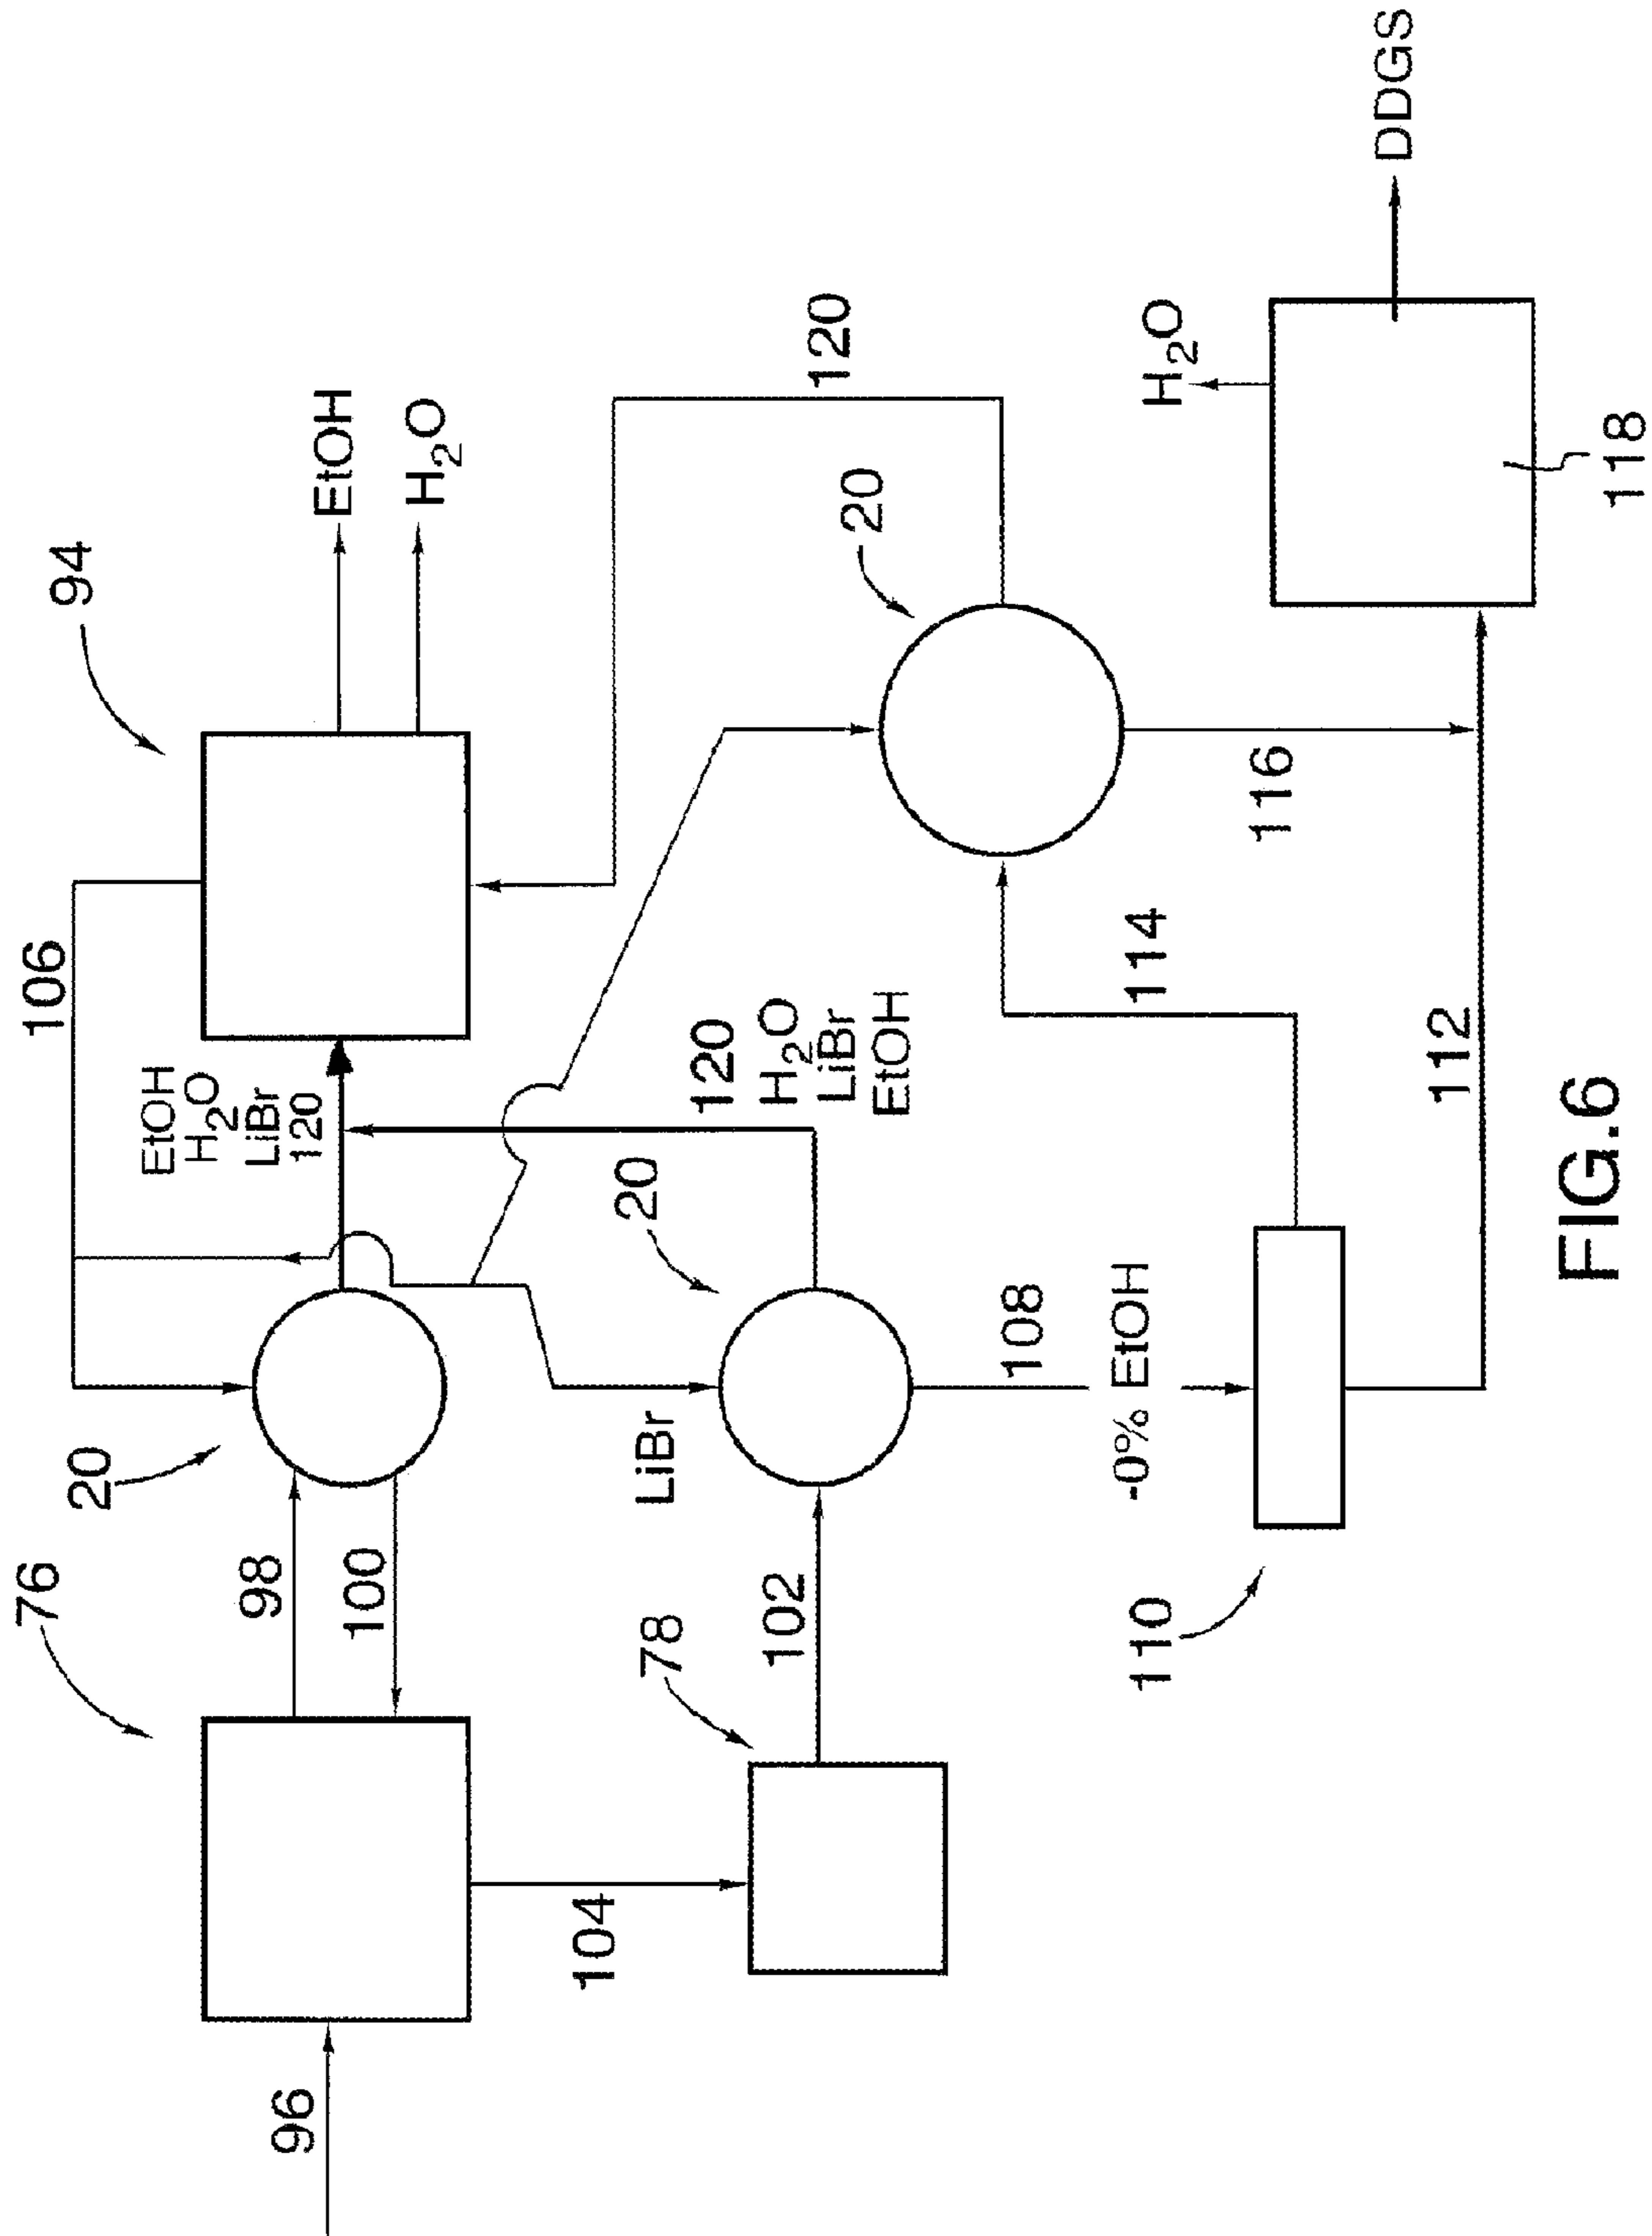 96
76
98
100
104
78
102
20
106
EtOH
H₂O
LiBr
120
94
EtOH
H₂O
LiBr
20
120
H₂O
LiBr
EtOH
108
-0% EtOH
110
114
112
20
120
116
H₂O
118
DDGS
FIG.6